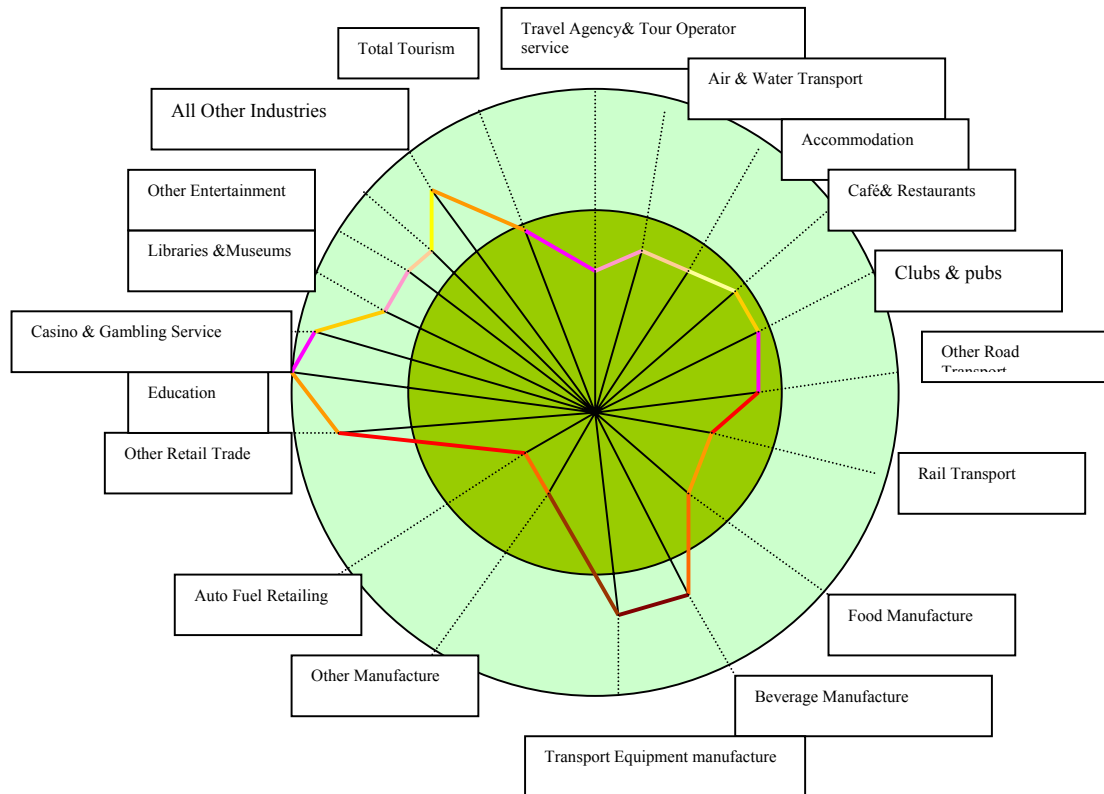 Travel Agency& Tour Operator
service
Total Tourism
Air & Water Transport
All Other Industries
Accommodation
Other Entertainment
Café& Restaurants
Libraries &Museums
Clubs & pubs
Casino & Gambling Service
Other Road
Transport
Education
Other Retail Trade
Rail Transport
Auto Fuel Retailing
Food Manufacture
Other Manufacture
Beverage Manufacture
Transport Equipment manufacture